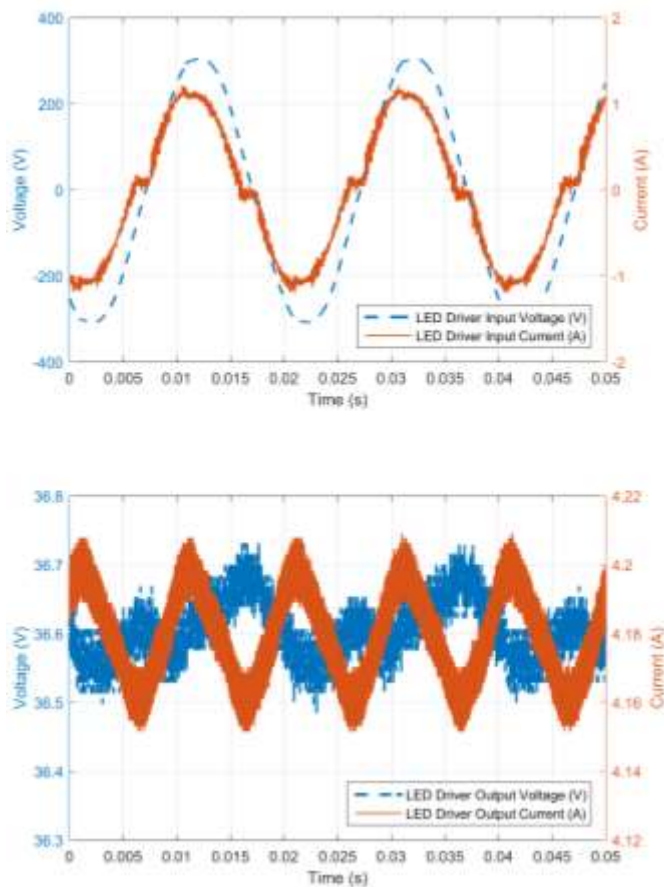 400
2
300
200
1
Voltage (V)
0
0
Current (A)
-200
-1
LED Driver Input Voltage (V)
LED Driver Input Current (A)
-400
-2
0 0.005 0.01 0.015 0.02 0.025 0.03 0.035 0.04 0.045 0.05
Time (s)
36.8
4.22
36.7
4.2
Voltage (V)
36.6
4.18
Current (A)
36.5
4.16
36.4
4.14
LED Driver Output Voltage (V)
LED Driver Output Current (A)
36.3
4.12
0 0.005 0.01 0.015 0.02 0.025 0.03 0.035 0.04 0.045 0.05
Time (s)